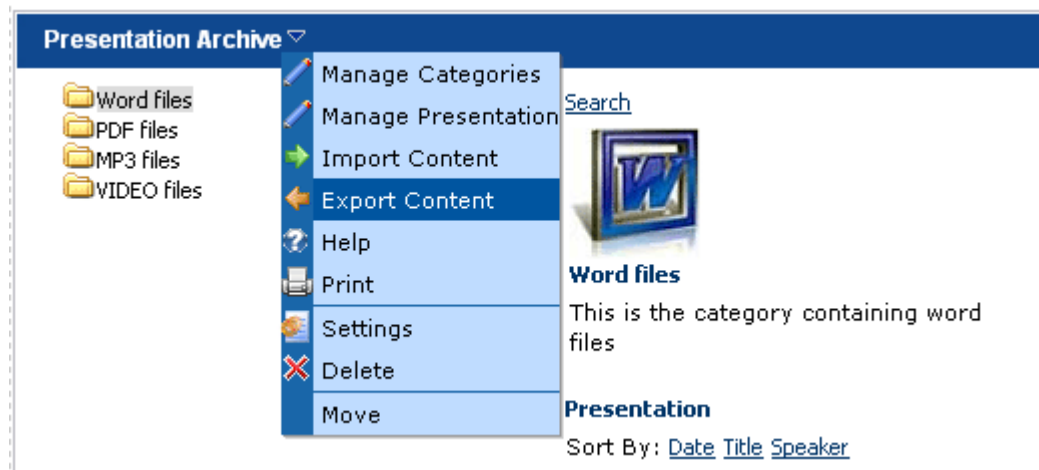 Presentation Archive
Word files
PDF files
MP3 files
VIDEO files
Manage Categories
Manage Presentation
Import Content
Export Content
Help
Print
Settings
Delete
Move
Search
W
Word files
This is the category containing word
files
Presentation
Sort By: Date Title Speaker